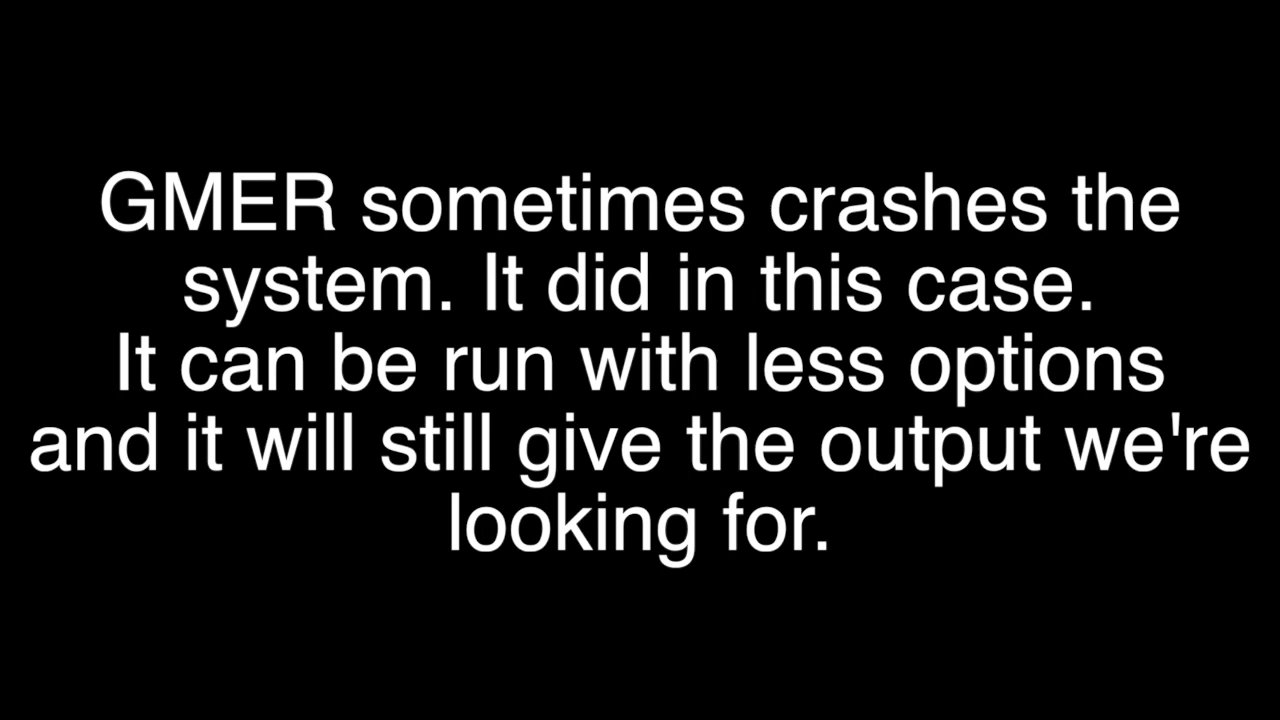 GMER sometimes crashes the
system. It did in this case.
It can be run with less options
and it will still give the output we're
looking for.